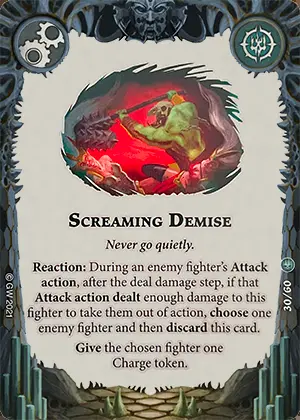 SCREAMING DEMISE
Never go quietly.
Reaction: During an enemy fighter's Attack
action, after the deal damage step, if that
Attack action dealt enough damage to this
fighter to take them out of action, choose one
enemy fighter and then discard this card.
Give the chosen fighter one
Charge token.
© GW 2021
30/60